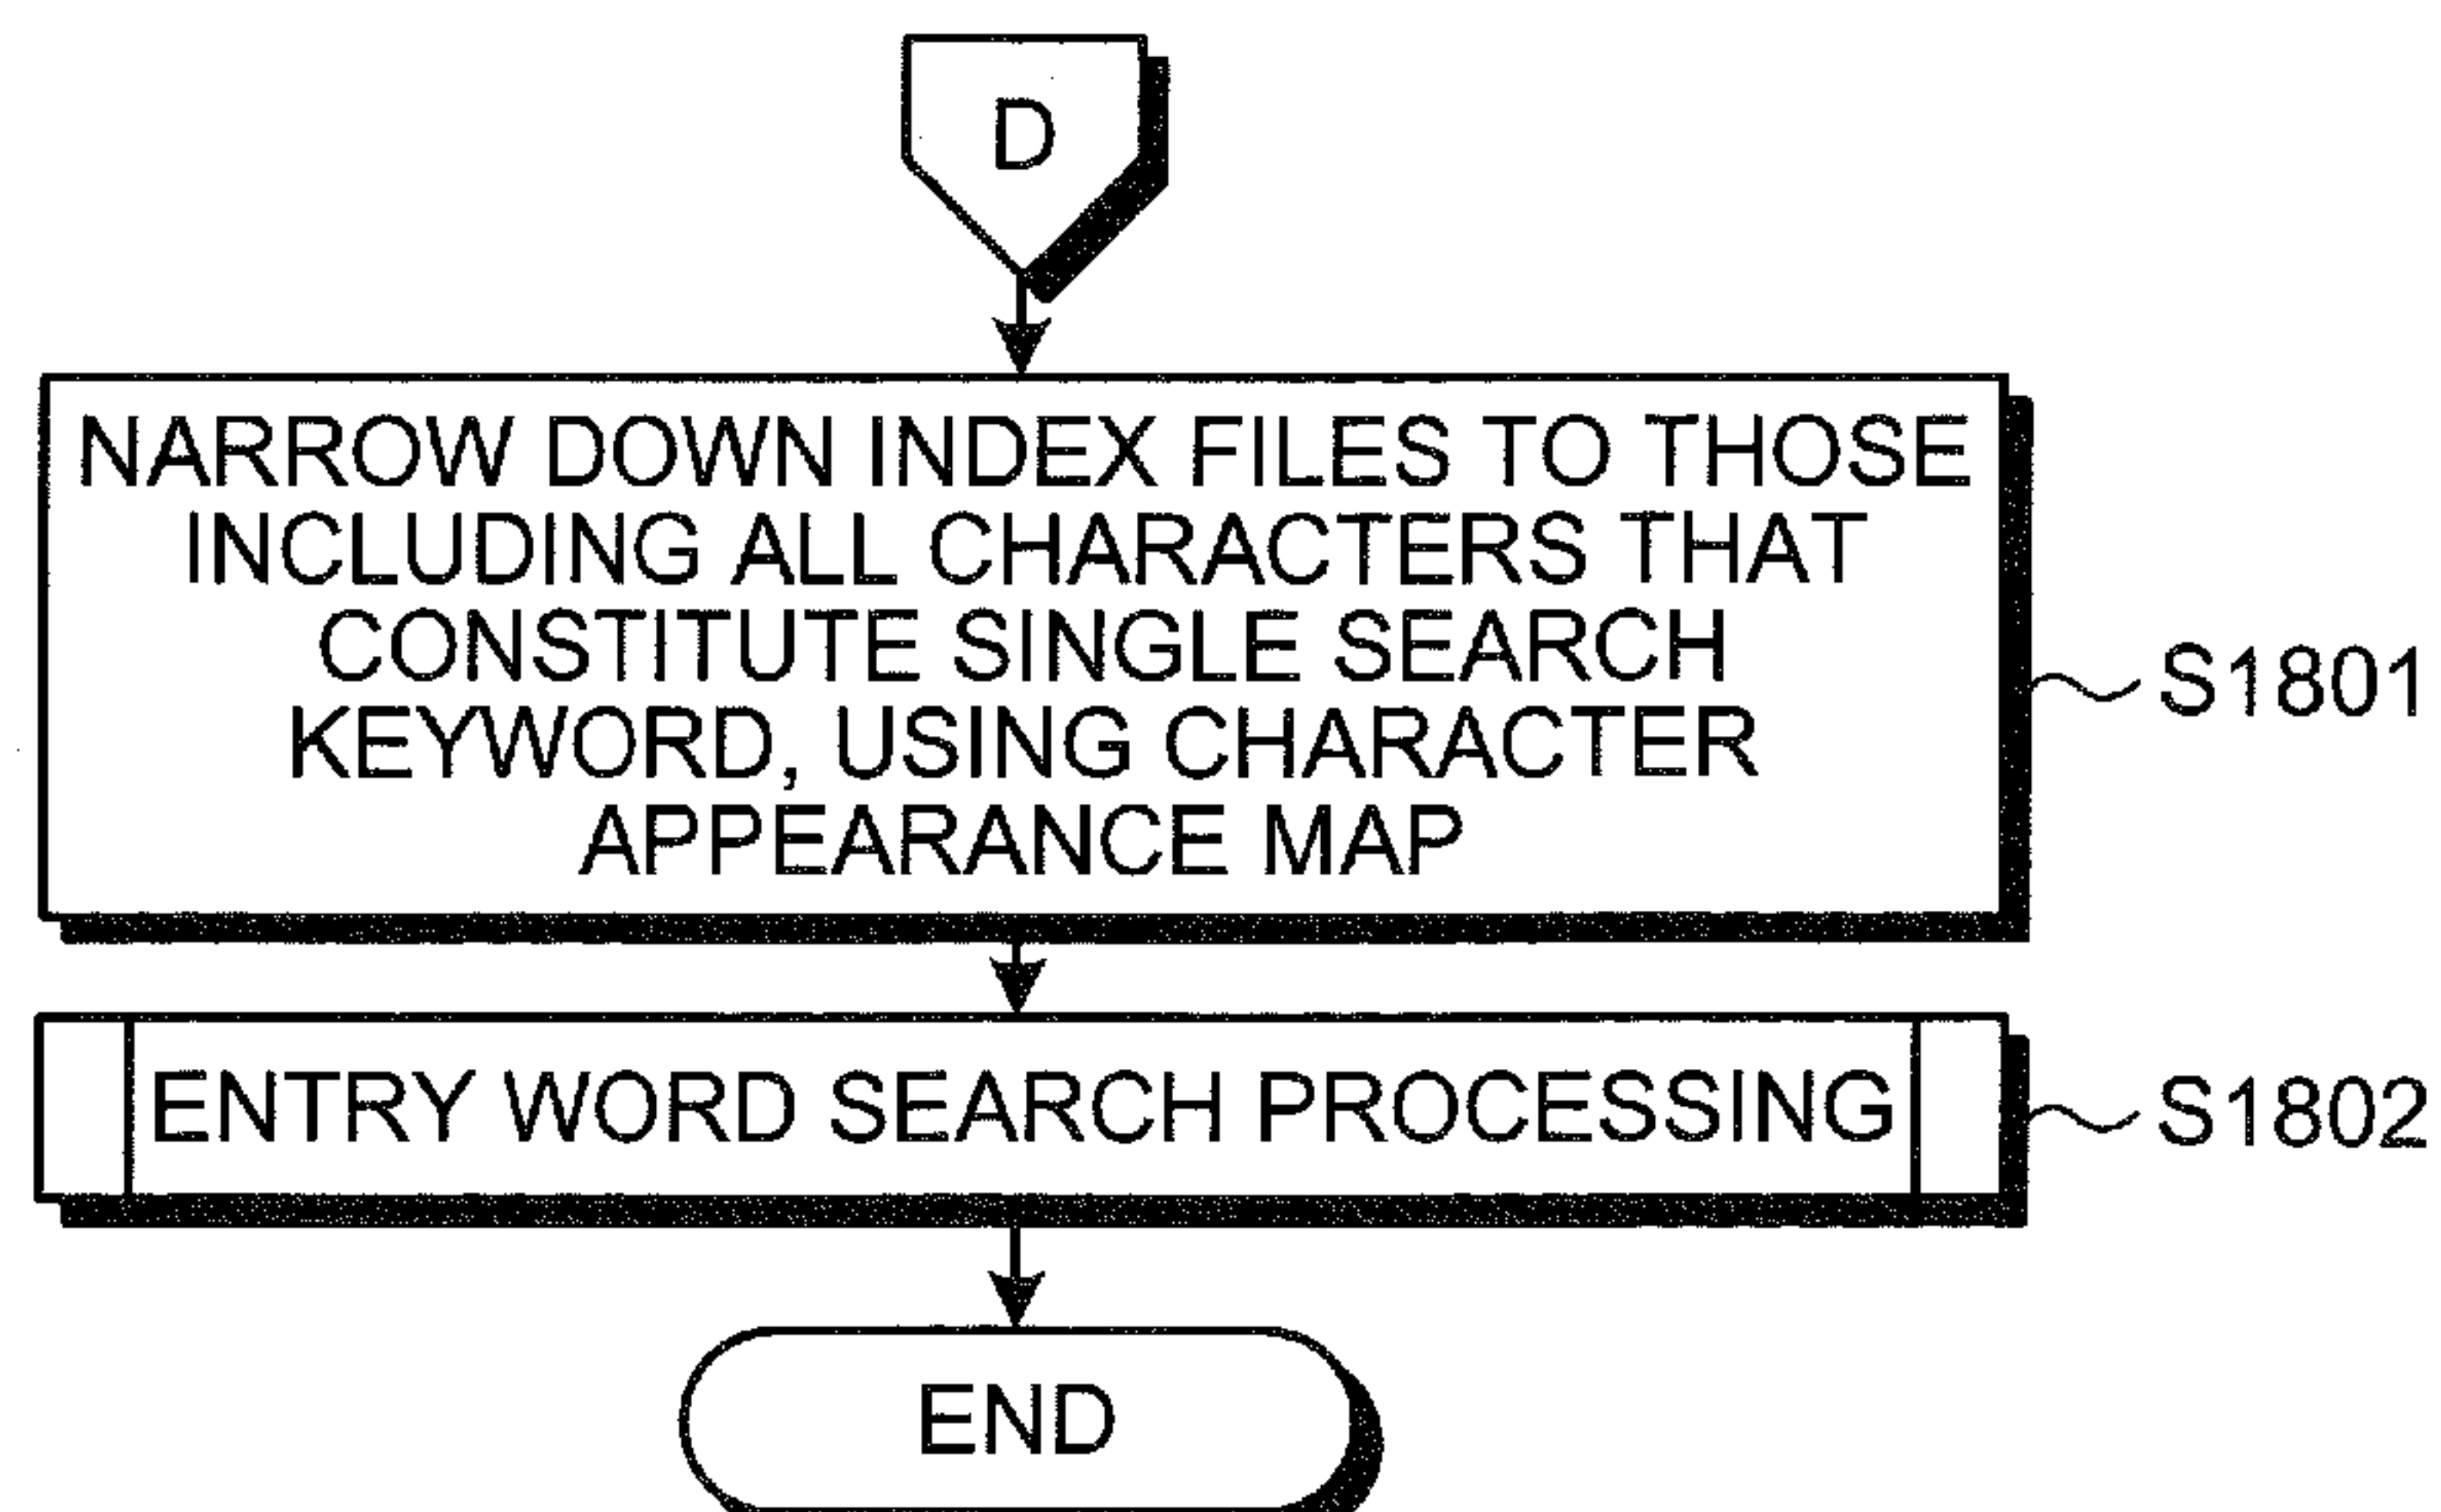 D
NARROW DOWN INDEX FILES TO THOSE
INCLUDING ALL CHARACTERS THAT
CONSTITUTE SINGLE SEARCH
KEYWORD, USING CHARACTER
APPEARANCE MAP
S1801
ENTRY WORD SEARCH PROCESSING
S1802
END